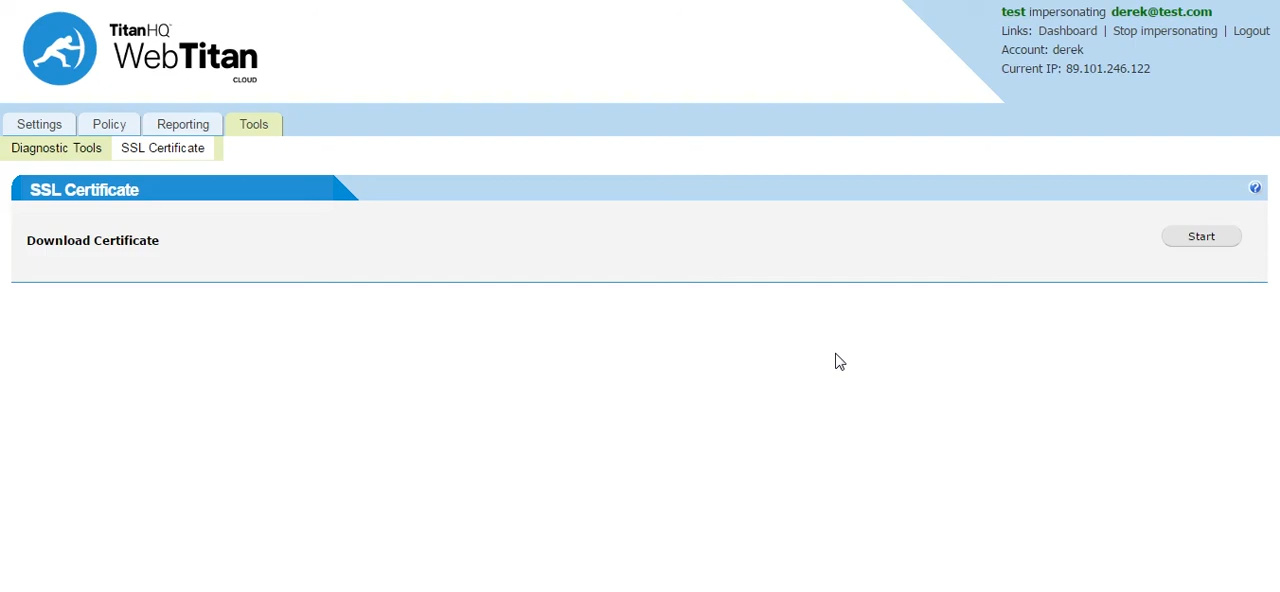 TitanHQ
WebTitan
CLOUD
test impersonating derek@test.com
Links: Dashboard | Stop impersonating | Logout
Account: derek
Current IP: 89.101.246.122
Settings Policy Reporting Tools
Diagnostic Tools SSL Certificate
SSL Certificate ?
Download Certificate Start